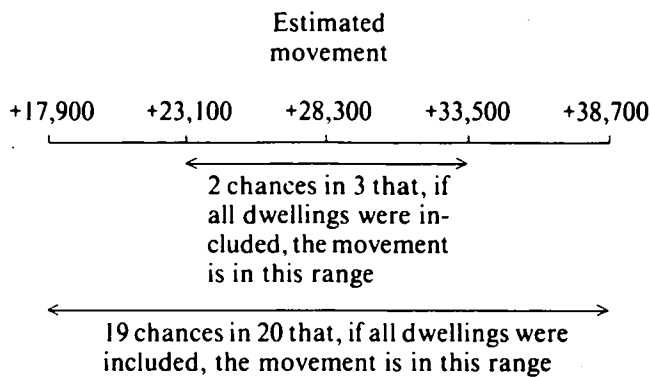 Estimated
movement
+17,900 +23,100 +28,300 +33,500 +38,700
2 chances in 3 that, if
all dwellings were in-
cluded, the movement
is in this range
19 chances in 20 that, if all dwellings were
included, the movement is in this range